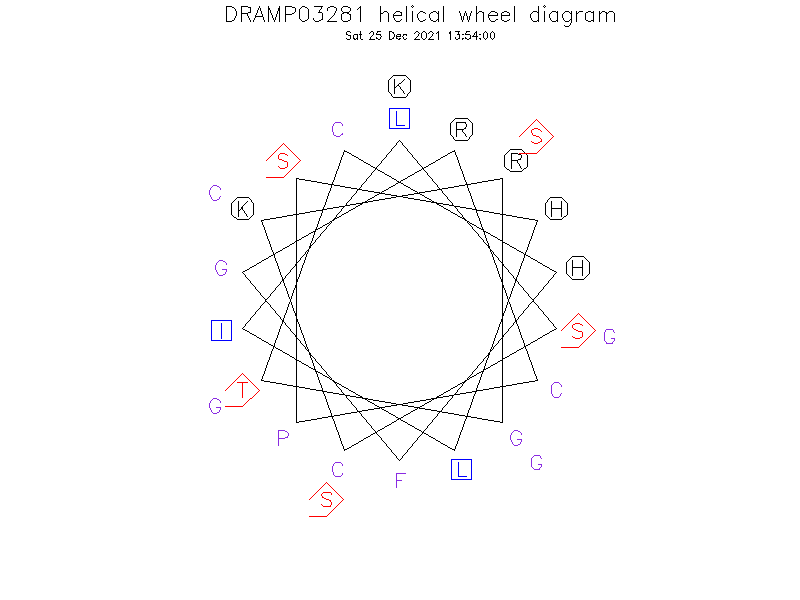 DRAMP03281 helical wheel diagram
Sat 25 Dec 2021 13:54:00
K
L
C
R
S
S
R
C
K
H
G
H
I
S
G
T
G
C
P
G
G
C
L
F
S